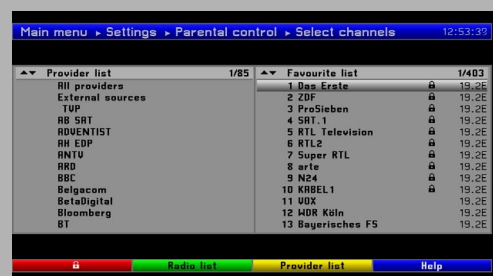 Main menu ▸ Settings ▸ Parental control ▸ Select channels 12:53:39
Provider list 1/85
All providers
External sources
TVP
AB SAT
ADVENTIST
AH EDP
ANTV
ARD
BBC
Belgacom
BetaDigital
Bloomberg
BT
Favourite list 1/403
1 Das Erste 19.2E
2 ZDF 19.2E
3 ProSieben 19.2E
4 SAT.1 19.2E
5 RTL Television 19.2E
6 RTL2 19.2E
7 Super RTL 19.2E
8 arte 19.2E
9 N24 19.2E
10 KABEL1 19.2E
11 VOX 19.2E
12 WDR Köln 19.2E
13 Bayerisches FS 19.2E
Radio list Provider list Help